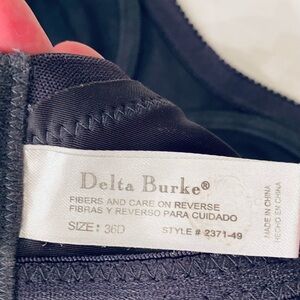 Delta Burke®
FIBERS AND CARE ON REVERSE
FIBRAS Y REVERSO PARA CUIDADO
SIZE: 36D
STYLE # 2371-49
MADE IN CHINA
HECHO EN CHINA